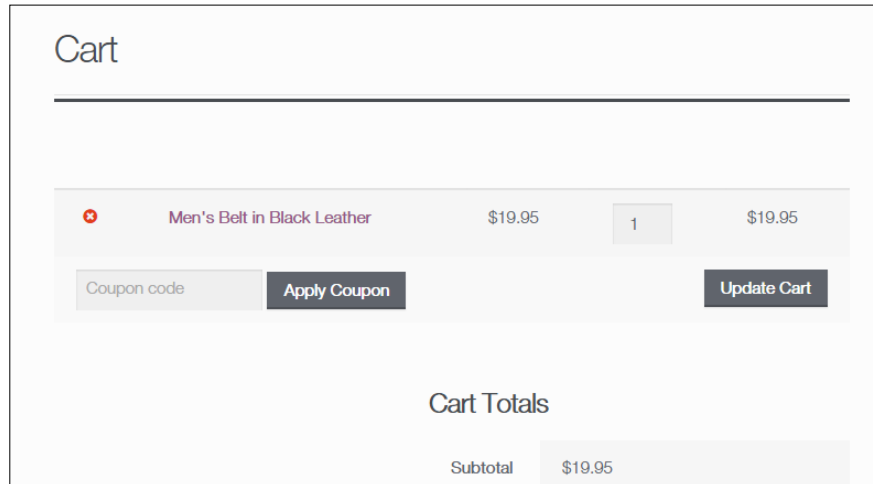 Cart
Men's Belt in Black Leather $19.95 1 $19.95
Coupon code Apply Coupon Update Cart
Cart Totals
Subtotal $19.95